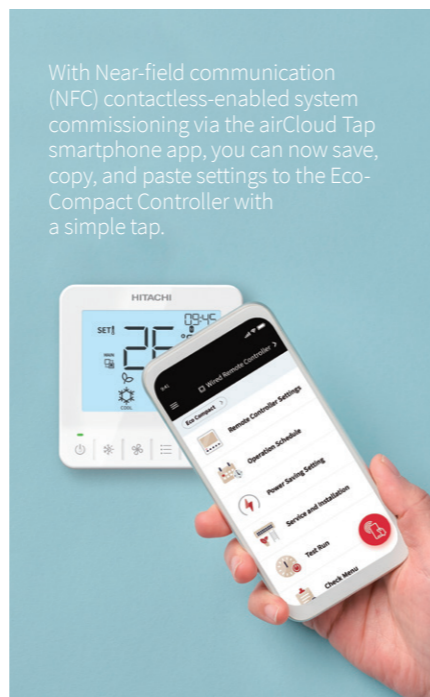 With Near-field communication
(NFC) contactless-enabled system
commissioning via the airCloud Tap
smartphone app, you can now save,
copy, and paste settings to the Eco-
Compact Controller with
a simple tap.
HITACHI
SET
09:45
COOL
9:41
Wired Remote Controller
Eco Compact
Remote Controller Settings
Operation Schedule
Power Saving Setting
Service and Installation
Test Run
Check Menu